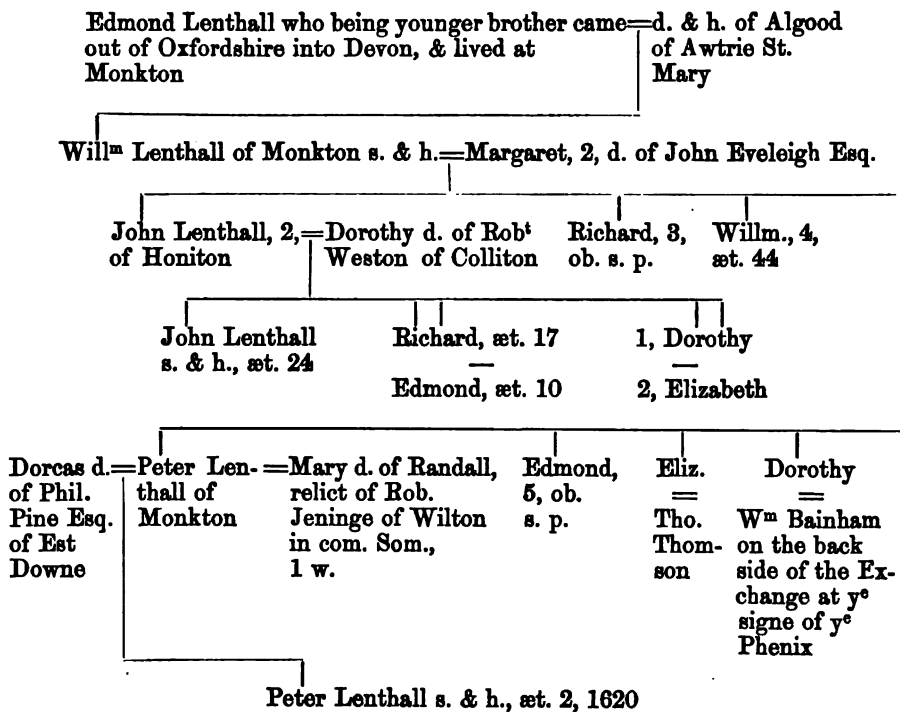 Edmond Lenthall who being younger brother came=d. & h. of Algood
out of Oxfordshire into Devon, & lived at of Awtrie St.
Monkton Mary
Willᵐ Lenthall of Monkton s. & h.=Margaret, 2, d. of John Eveleigh Esq.
John Lenthall, 2,=Dorothy d. of Robᵗ Richard, 3, Willm., 4,
of Honiton Weston of Colliton ob. s. p. æt. 44
John Lenthall Richard, æt. 17 1, Dorothy
s. & h., æt. 24 Edmond, æt. 10 2, Elizabeth
Dorcas d.=Peter Len-=Mary d. of Randall, Edmond, Eliz. Dorothy
of Phil. thall of relict of Rob. 5, ob. = =
Pine Esq. Monkton Jeninge of Wilton s. p. Tho. Wᵐ Bainham
of Est in com. Som., Thom- on the back
Downe 1 w. son side of the Ex-
change at yᵉ
signe of yᵉ
Phenix
Peter Lenthall s. & h., æt. 2, 1620